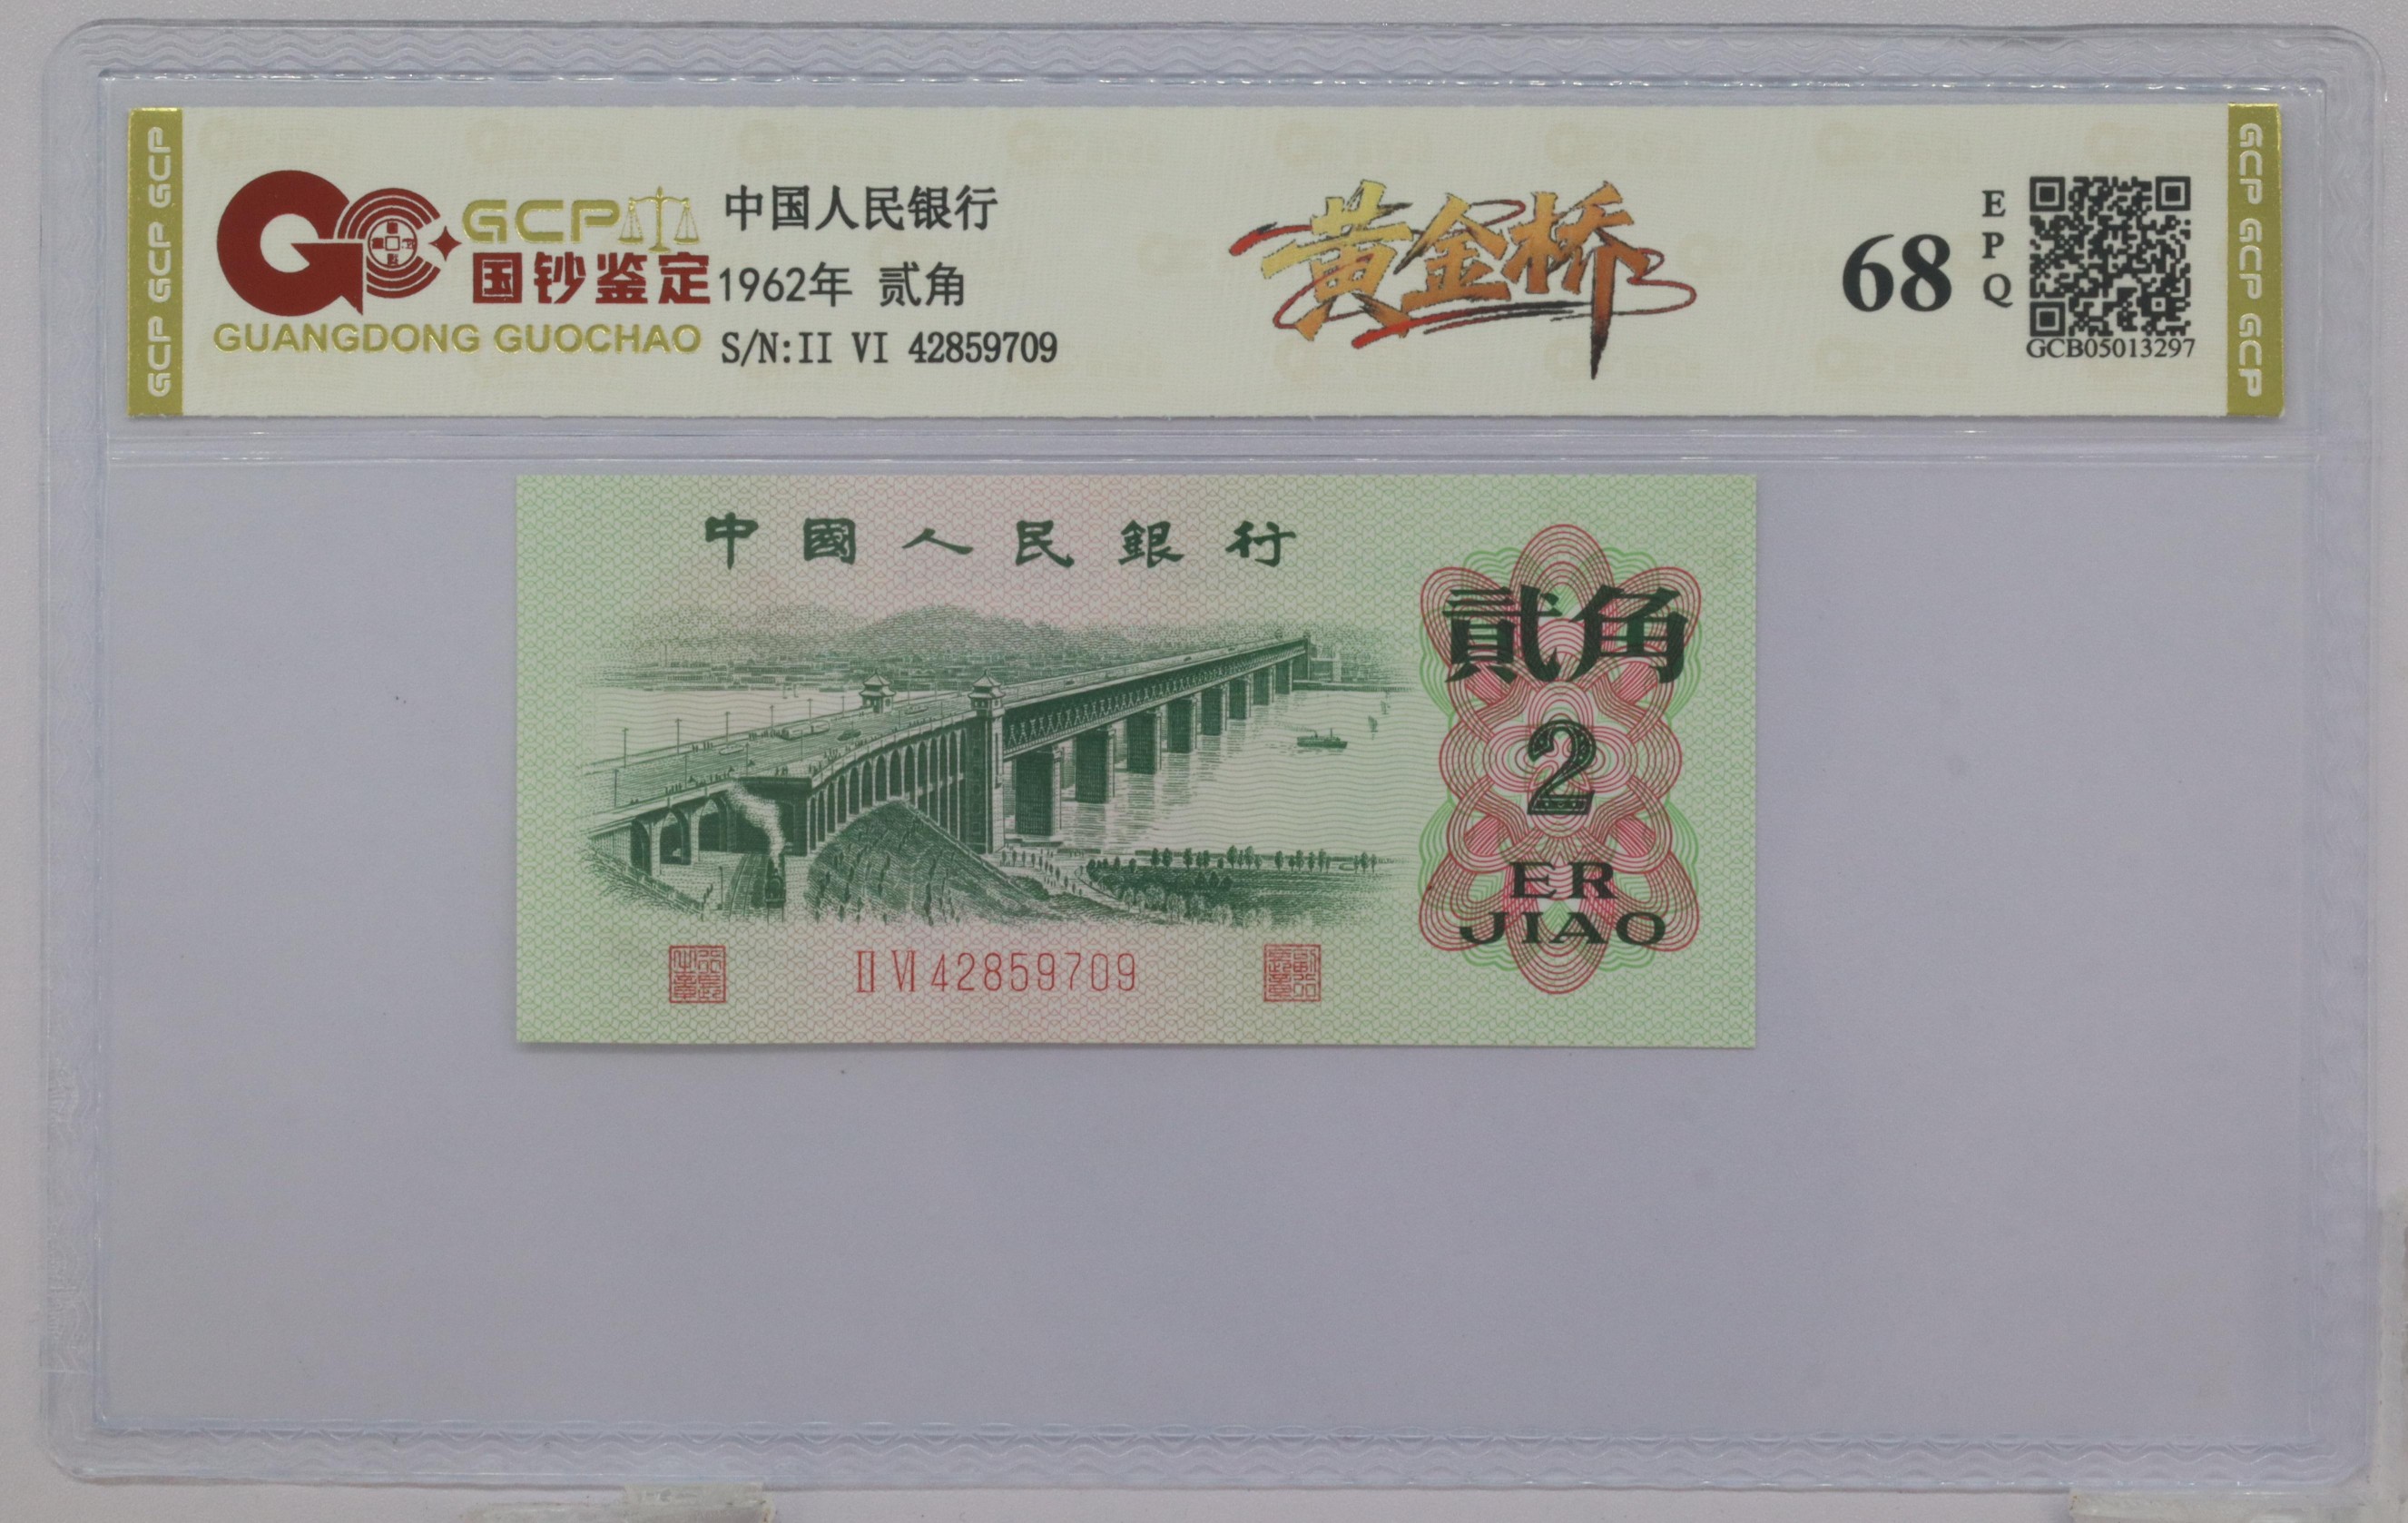 GCP GCP GCP
GCP
国钞鉴定
GUANGDONG GUOCHAO
中国人民银行
1962年 贰角
S/N:II VI 42859709
黄金桥
68
EPQ
GCB05013297
GCP GCP GCP
中國人民銀行
貳角
2
ER
JIAO
II VI 42859709